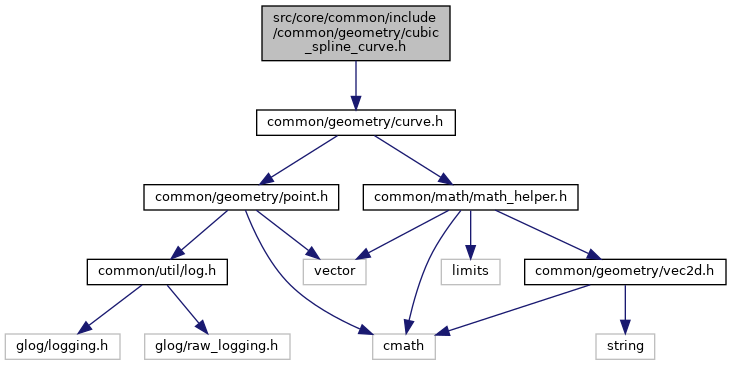 src/core/common/include
/common/geometry/cubic
_spline_curve.h
common/geometry/curve.h
common/geometry/point.h
common/math/math_helper.h
common/util/log.h
vector
limits
common/geometry/vec2d.h
glog/logging.h
glog/raw_logging.h
cmath
string